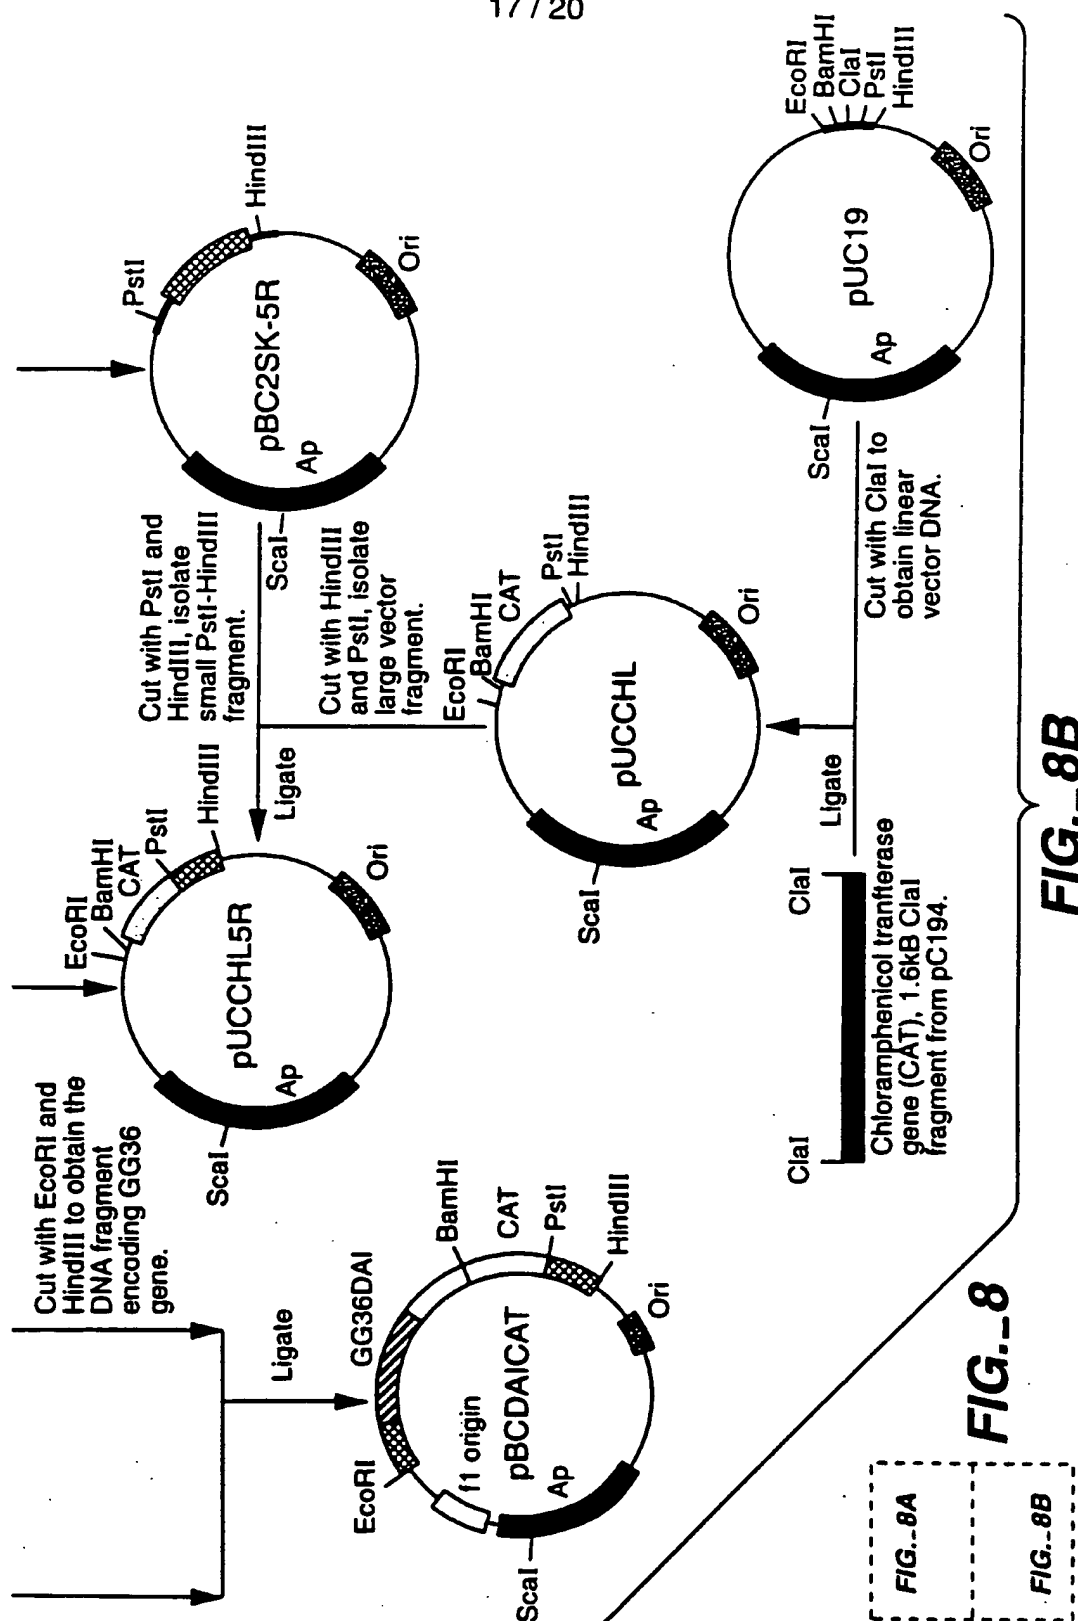 17/20
PstI
HindIII
pBC2SK-5R
Ori
Ap
ScaI
EcoRI
BamHI
ClaI
PstI
HindIII
pUC19
Ori
Ap
ScaI
Cut with PstI and
HindIII, isolate
small PstI-HindIII
fragment.
Cut with HindIII
and PstI, isolate
large vector
fragment.
Ligate
EcoRI
BamHI
CAT
PstI
HindIII
pUCCHL
Ori
Ap
ScaI
Cut with ClaI to
obtain linear
vector DNA.
Ligate
EcoRI
BamHI
CAT
PstI
HindIII
pUCCHL5R
Ori
Ap
ScaI
ClaI
ClaI
Chloramphenicol tranfterase
gene (CAT), 1.6kB ClaI
fragment from pC194.
Cut with EcoRI and
HindIII to obtain the
DNA fragment
encoding GG36
gene.
Ligate
GG36DAI
BamHI
CAT
PstI
HindIII
Ori
EcoRI
f1 origin
pBCDAICAT
Ap
ScaI
FIG._8A
FIG._8B
FIG._8
FIG._8B